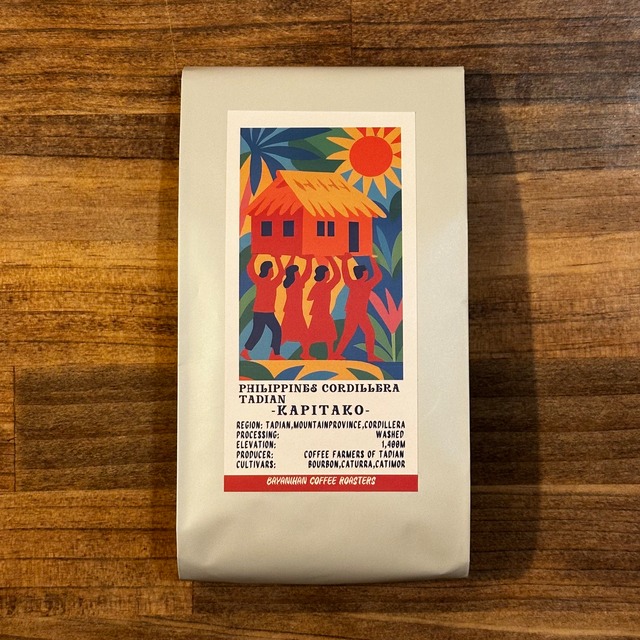 PHILIPPINES CORDILLERA
TADIAN
-KAPITAKO-
REGION: TADIAN,MOUNTAINPROVINCE,CORDILLERA
PROCESSING: WASHED
ELEVATION: 1,400M
PRODUCER: COFFEE FARMERS OF TADIAN
CULTIVARS: BOURBON,CATURRA,CATIMOR
BAYANIHAN COFFEE ROASTERS